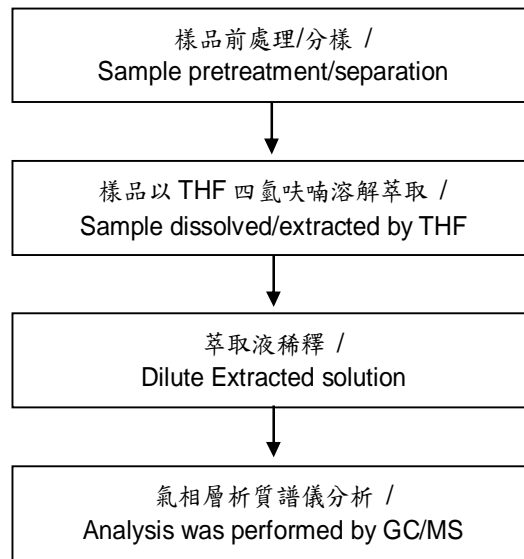 樣品前處理/分樣 /
Sample pretreatment/separation
樣品以 THF 四氫呋喃溶解萃取 /
Sample dissolved/extracted by THF
萃取液稀釋 /
Dilute Extracted solution
氣相層析質譜儀分析 /
Analysis was performed by GC/MS